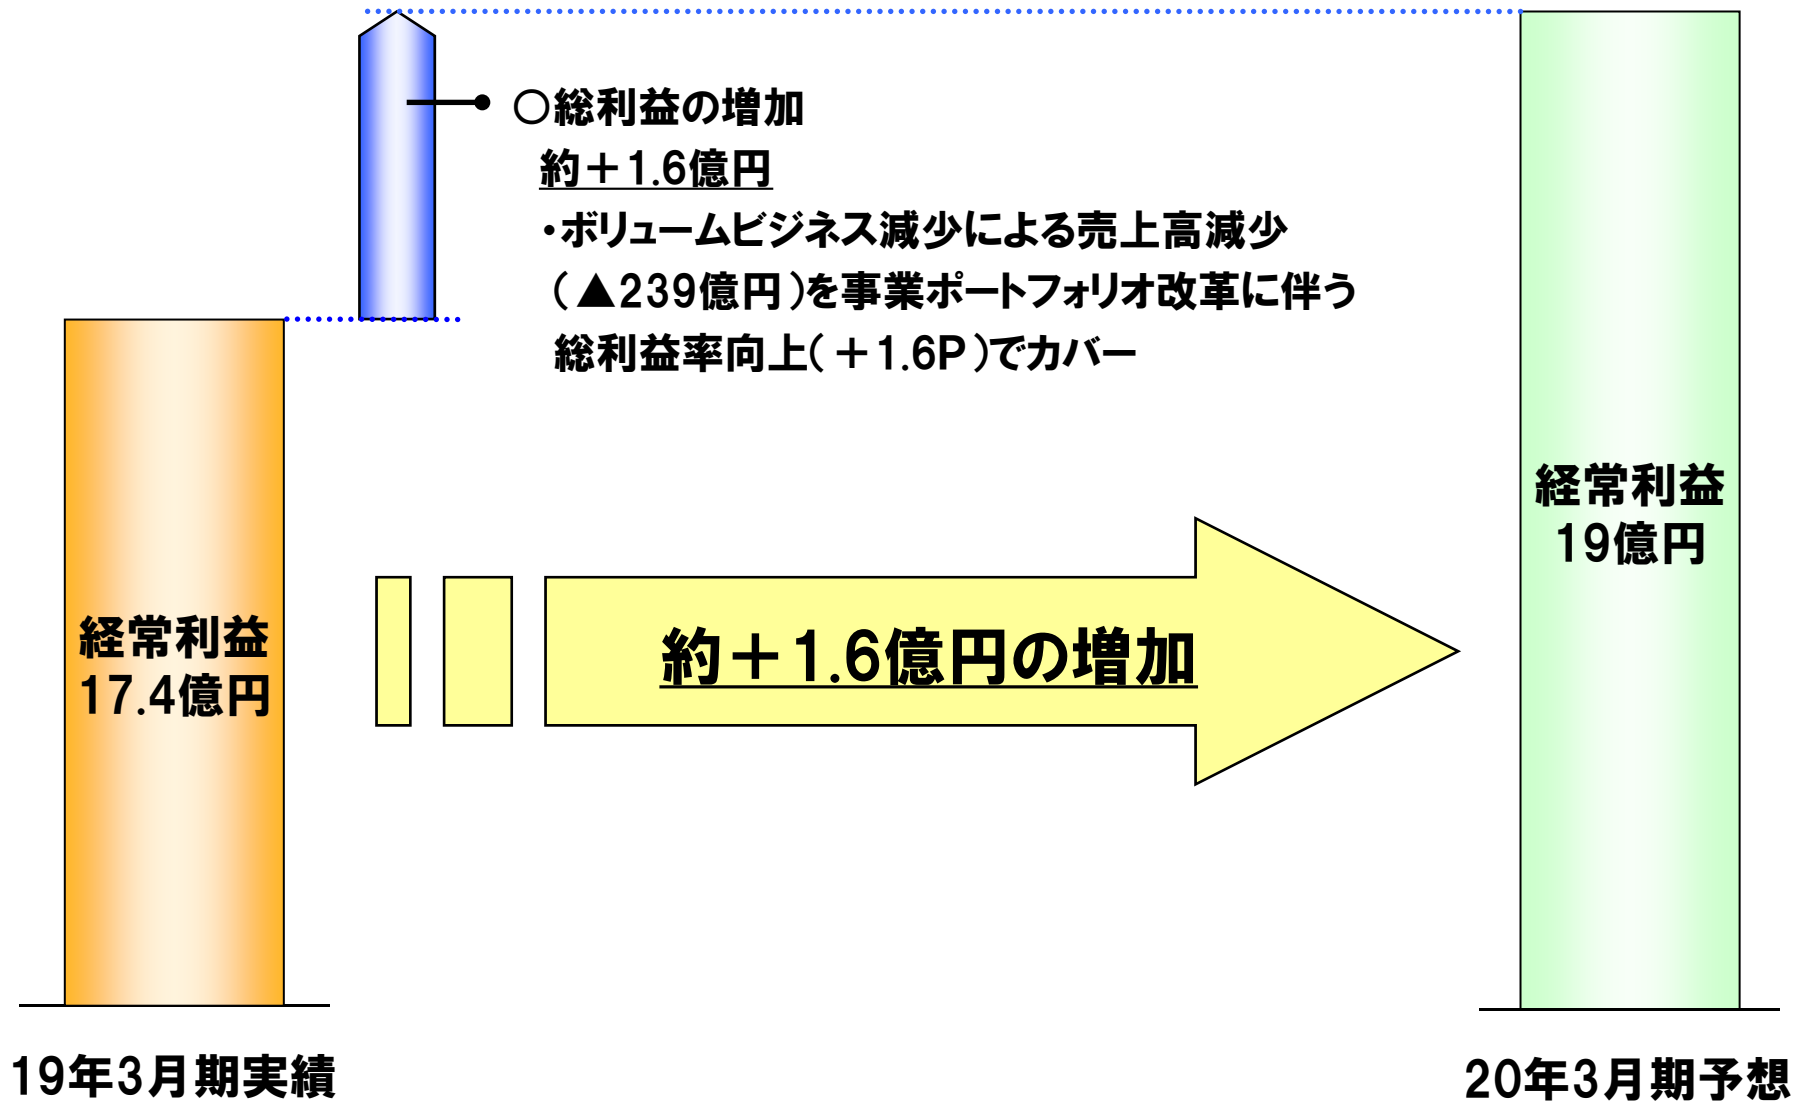 ○総利益の増加
約＋1.6億円
・ボリュームビジネス減少による売上高減少
（▲239億円）を事業ポートフォリオ改革に伴う
総利益率向上（＋1.6P）でカバー
経常利益
19億円
経常利益
17.4億円
約＋1.6億円の増加
19年3月期実績
20年3月期予想